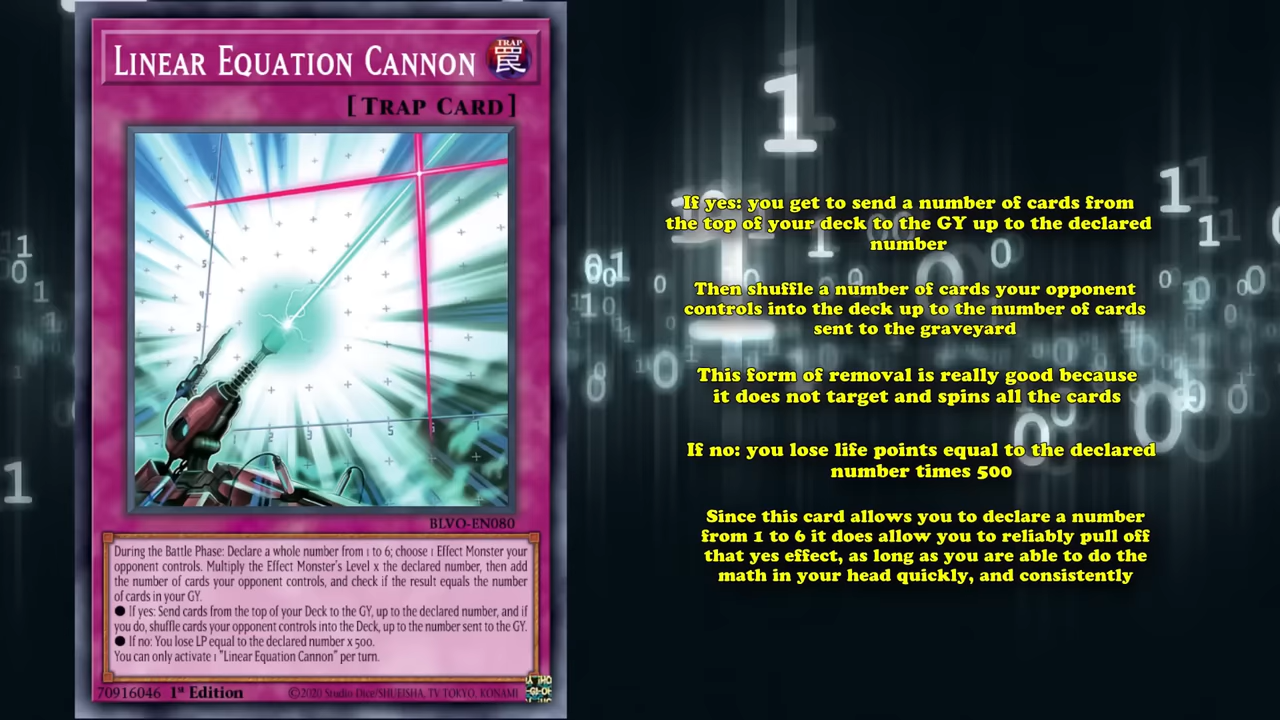 LINEAR EQUATION CANNON
TRAP
罠
[TRAP CARD]
BLVO-EN080
During the Battle Phase: Declare a whole number from 1 to 6; choose 1 Effect Monster your
opponent controls. Multiply the Effect Monster's Level x the declared number, then add
the number of cards your opponent controls, and check if the result equals the number
of cards in your GY.
● If yes: Send cards from the top of your Deck to the GY, up to the declared number, and if
you do, shuffle cards your opponent controls into the Deck, up to the number sent to the GY.
● If no: You lose LP equal to the declared number x 500.
You can only activate 1 "Linear Equation Cannon" per turn.
70916046 1st Edition ©2020 Studio Dice/SHUEISHA, TV TOKYO, KONAMI
If yes: you get to send a number of cards from
the top of your deck to the GY up to the declared
number
Then shuffle a number of cards your opponent
controls into the deck up to the number of cards
sent to the graveyard
This form of removal is really good because
it does not target and spins all the cards
If no: you lose life points equal to the declared
number times 500
Since this card allows you to declare a number
from 1 to 6 it does allow you to reliably pull off
that yes effect, as long as you are able to do the
math in your head quickly, and consistently